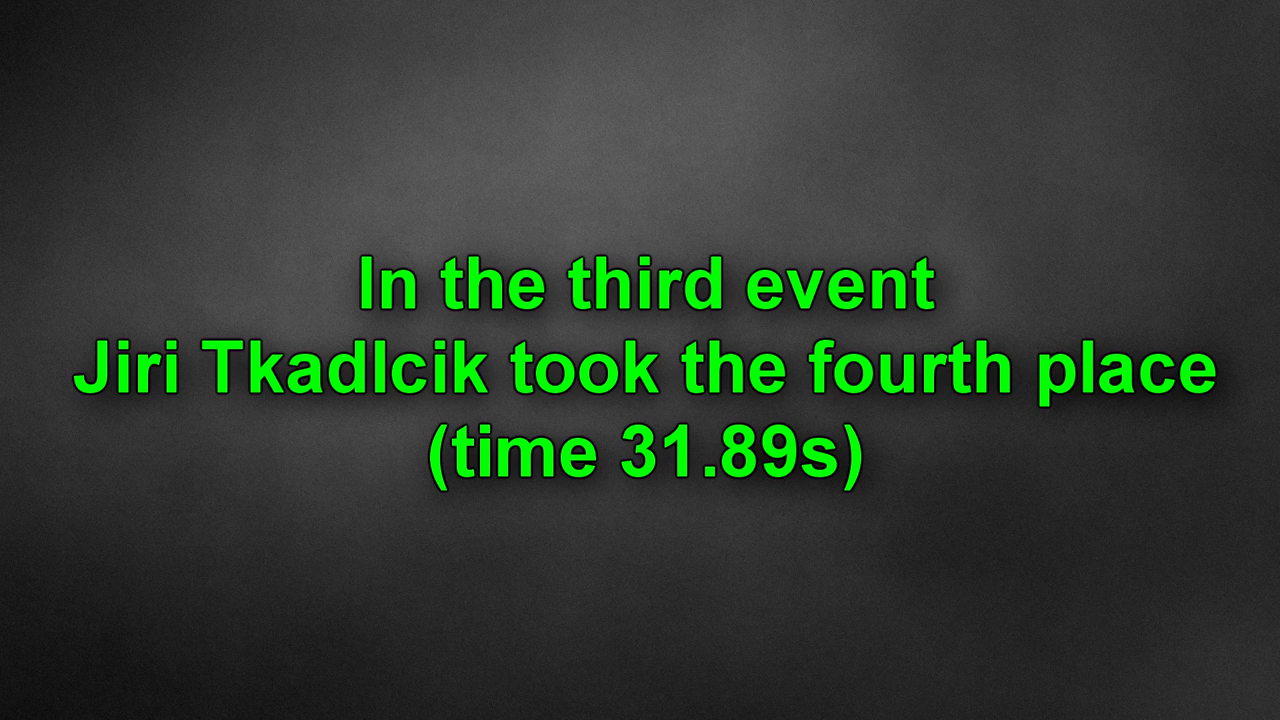 In the third event
Jiri Tkadlcik took the fourth place
(time 31.89s)